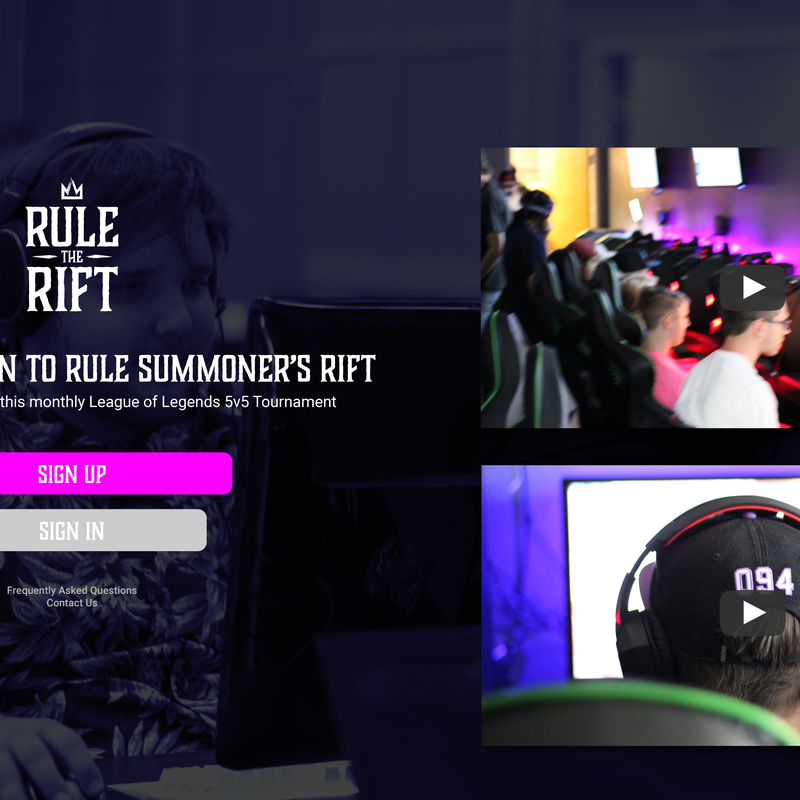 RULE
THE
RIFT
N TO RULE SUMMONER'S RIFT
this monthly League of Legends 5v5 Tournament
SIGN UP
SIGN IN
Frequently Asked Questions
Contact Us
094